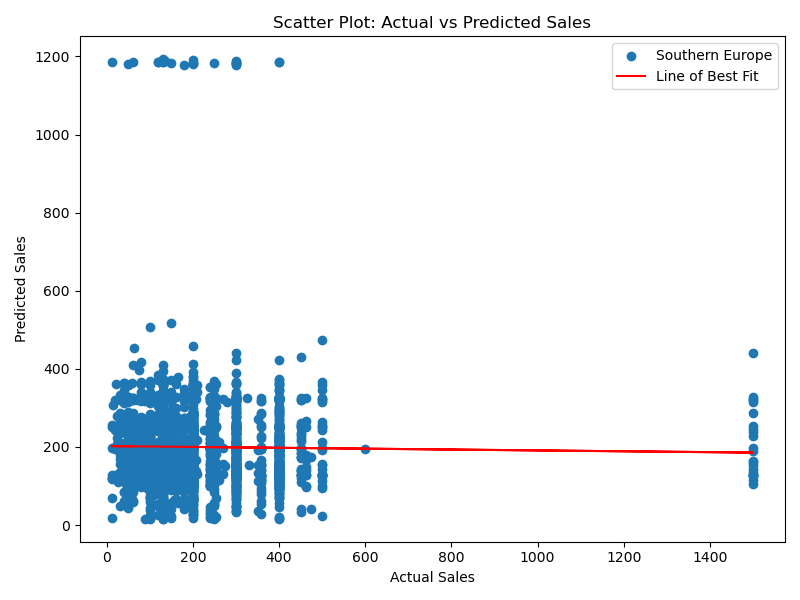 Scatter Plot: Actual vs Predicted Sales
Southern Europe
Line of Best Fit
1200
1000
800
600
400
200
0
Predicted Sales
0 200 400 600 800 1000 1200 1400
Actual Sales